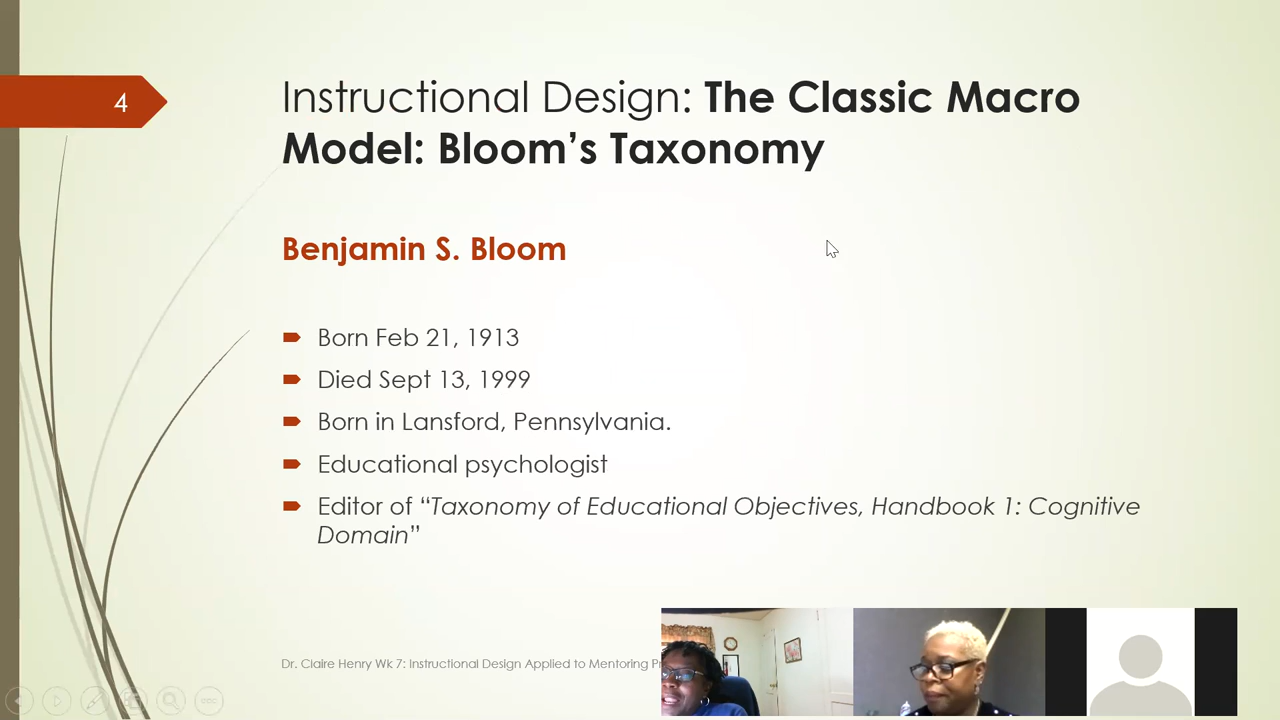 4
Instructional Design: The Classic Macro
Model: Bloom’s Taxonomy
Benjamin S. Bloom
Born Feb 21, 1913
Died Sept 13, 1999
Born in Lansford, Pennsylvania.
Educational psychologist
Editor of “Taxonomy of Educational Objectives, Handbook 1: Cognitive
Domain”
Dr. Claire Henry Wk 7: Instructional Design Applied to Mentoring